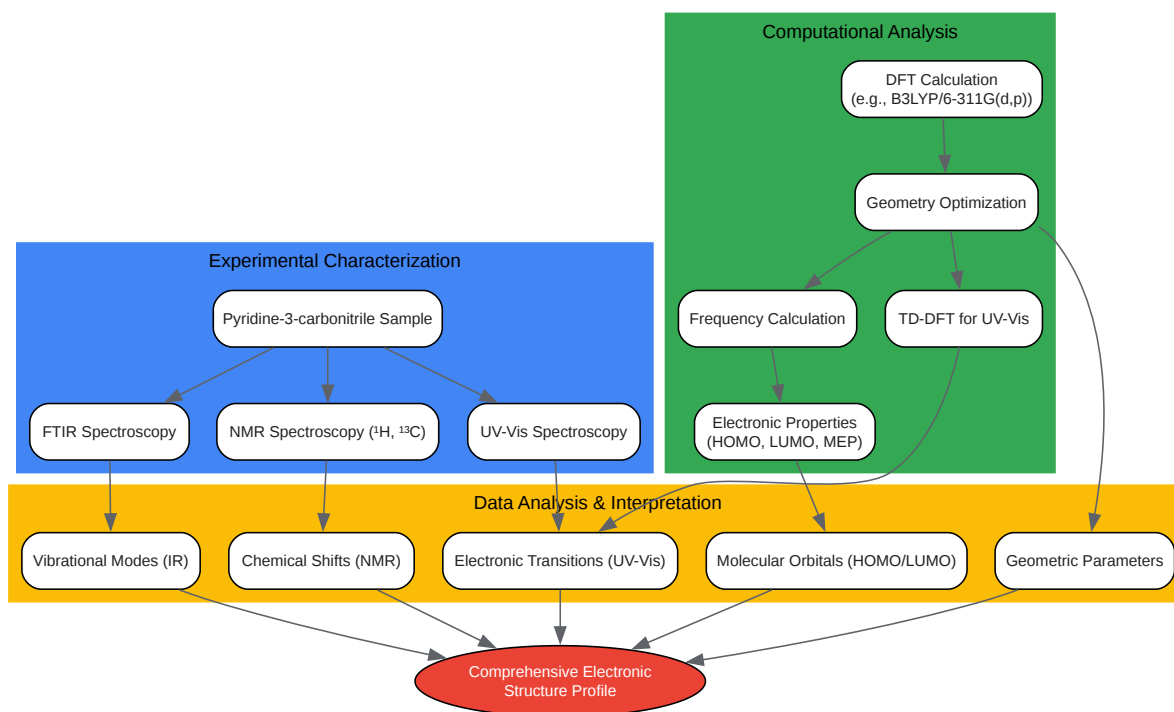 Computational Analysis
DFT Calculation
(e.g., B3LYP/6-311G(d,p))
Geometry Optimization
Experimental Characterization
Pyridine-3-carbonitrile Sample
Frequency Calculation
TD-DFT for UV-Vis
FTIR Spectroscopy
NMR Spectroscopy (¹H, ¹³C)
UV-Vis Spectroscopy
Electronic Properties
(HOMO, LUMO, MEP)
Data Analysis & Interpretation
Vibrational Modes (IR)
Chemical Shifts (NMR)
Electronic Transitions (UV-Vis)
Molecular Orbitals (HOMO/LUMO)
Geometric Parameters
Comprehensive Electronic
Structure Profile